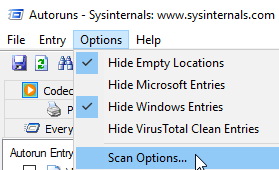 Autoruns - Sysinternals: www.sysinternals.com
File Entry Options Help
Hide Empty Locations
Hide Microsoft Entries
Codec
Hide Windows Entries
P
Hide VirusTotal Clean Entries
Every
Autorun Entry
Scan Options...